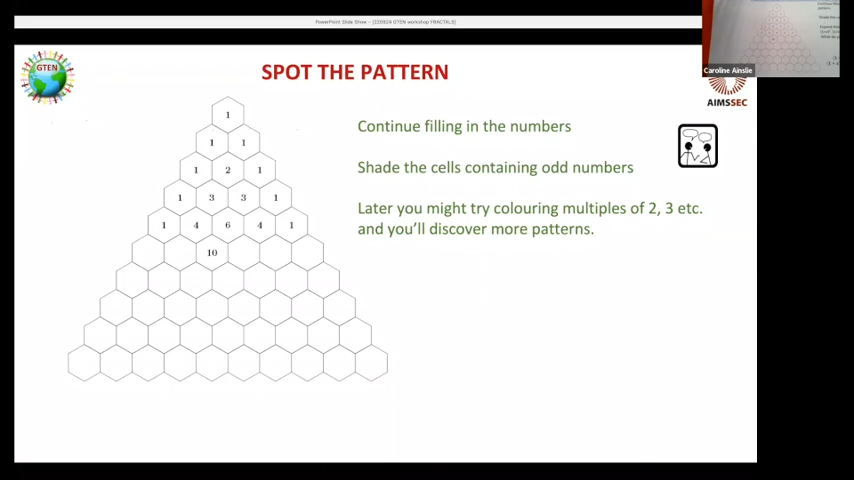 PowerPoint Slide Show - [220924 GTEN workshop FRACTALS]
GTEN
SPOT THE PATTERN
Caroline Ainslie
AIMSSEC
1
1 1
1 2 1
1 3 3 1
1 4 6 4 1
10
Continue filling in the numbers
Shade the cells containing odd numbers
Later you might try colouring multiples of 2, 3 etc.
and you'll discover more patterns.